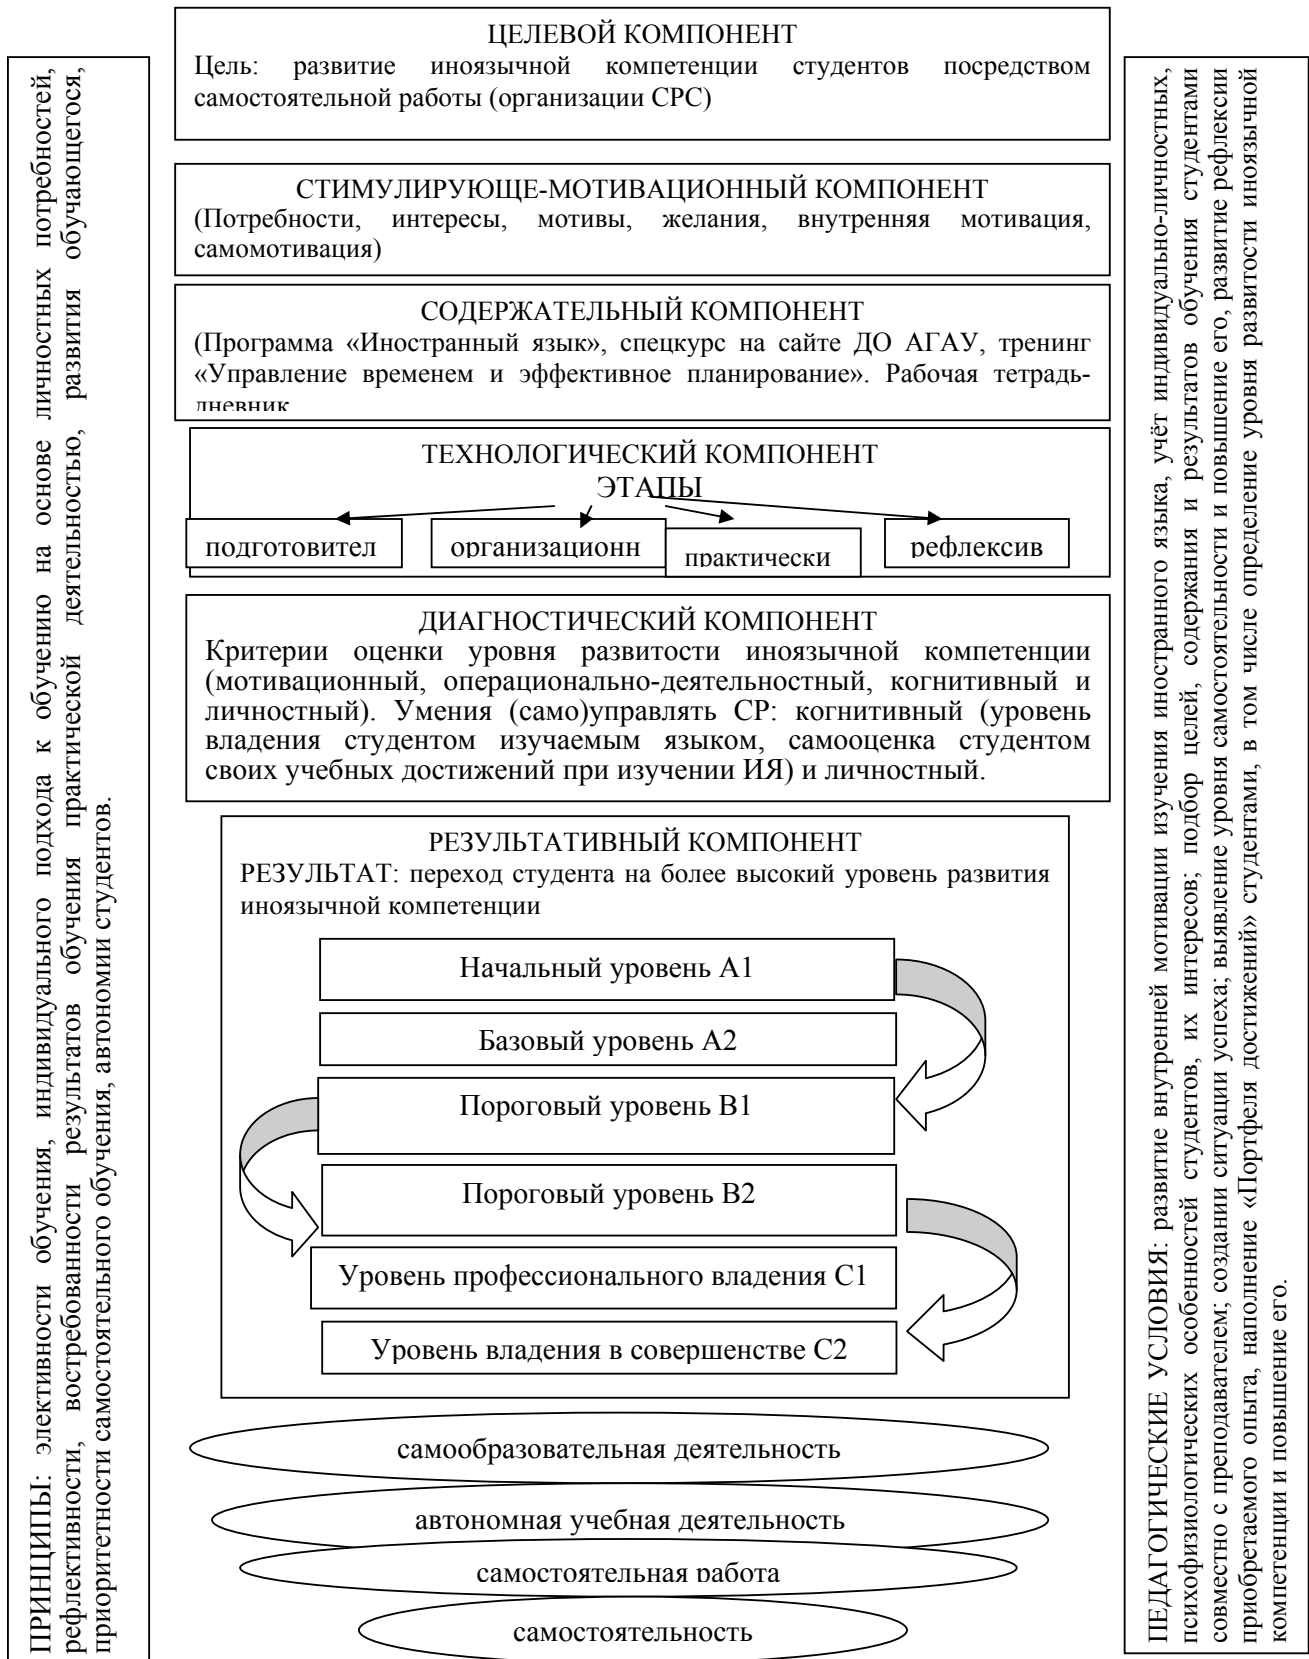 ПРИНЦИПЫ: элективности обучения, индивидуального подхода к обучению на основе личностных потребностей,
рефлективности, востребованности результатов обучения практической деятельностью, развития обучающегося,
приоритетности самостоятельного обучения, автономии студентов.
ЦЕЛЕВОЙ КОМПОНЕНТ
Цель: развитие иноязычной компетенции студентов посредством
самостоятельной работы (организации СРС)
СТИМУЛИРУЮЩЕ-МОТИВАЦИОННЫЙ КОМПОНЕНТ
(Потребности, интересы, мотивы, желания, внутренняя мотивация,
самомотивация)
СОДЕРЖАТЕЛЬНЫЙ КОМПОНЕНТ
(Программа «Иностранный язык», спецкурс на сайте ДО АГАУ, тренинг
«Управление временем и эффективное планирование». Рабочая тетрадь-
дневник
ТЕХНОЛОГИЧЕСКИЙ КОМПОНЕНТ
ЭТАПЫ
подготовител
организационн
практически
рефлексив
ДИАГНОСТИЧЕСКИЙ КОМПОНЕНТ
Критерии оценки уровня развитости иноязычной компетенции
(мотивационный, операционально-деятельностный, когнитивный и
личностный). Умения (само)управлять СР: когнитивный (уровень
владения студентом изучаемым языком, самооценка студентом
своих учебных достижений при изучении ИЯ) и личностный.
РЕЗУЛЬТАТИВНЫЙ КОМПОНЕНТ
РЕЗУЛЬТАТ: переход студента на более высокий уровень развития
иноязычной компетенции
Начальный уровень А1
Базовый уровень А2
Пороговый уровень В1
Пороговый уровень В2
Уровень профессионального владения С1
Уровень владения в совершенстве С2
самообразовательная деятельность
автономная учебная деятельность
самостоятельная работа
самостоятельность
ПЕДАГОГИЧЕСКИЕ УСЛОВИЯ: развитие внутренней мотивации изучения иностранного языка, учёт индивидуально-личностных,
психофизиологических особенностей студентов, их интересов; подбор целей, содержания и результатов обучения студентами
совместно с преподавателем; создании ситуации успеха; выявление уровня самостоятельности и повышение его, развитие рефлексии
приобретаемого опыта, наполнение «Портфеля достижений» студентами, в том числе определение уровня развитости иноязычной
компетенции и повышение его.